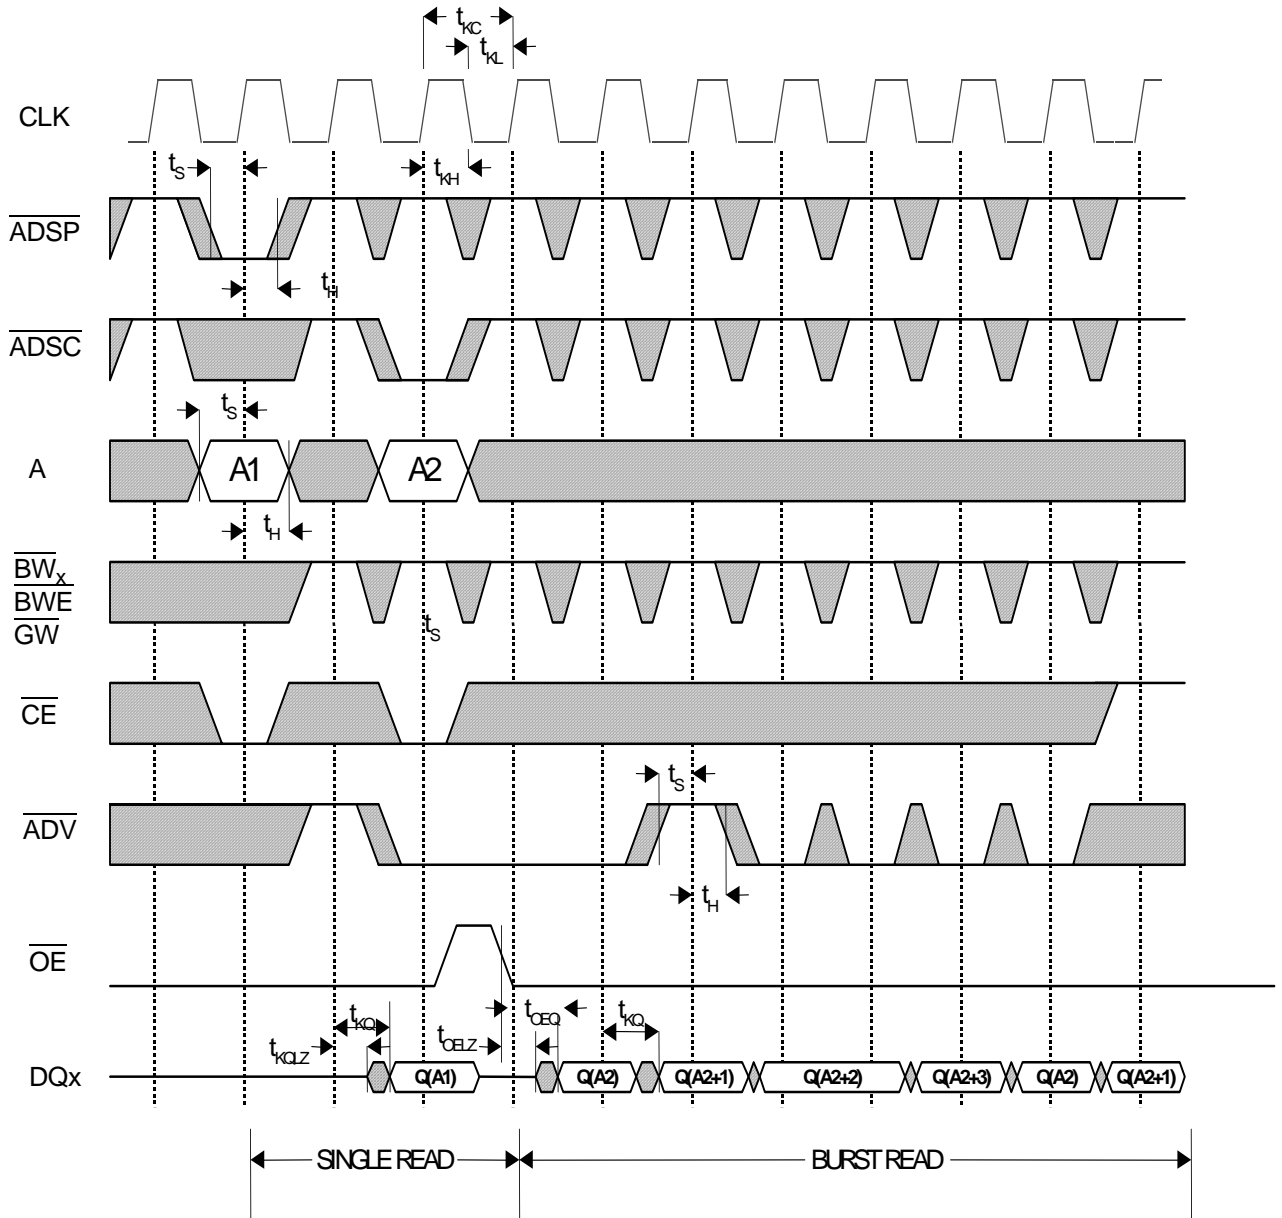 tKC
tKL
CLK
tS
tKH
ADSP
tH
ADSC
tS
A
A1
A2
tH
BWx
BWE
GW
tS
CE
tS
ADV
tH
OE
tKQ
tOEQ
tKQ
tKQLZ
tOELZ
DQx
Q(A1)
Q(A2)
Q(A2+1)
Q(A2+2)
Q(A2+3)
Q(A2)
Q(A2+1)
SINGLE READ
BURST READ